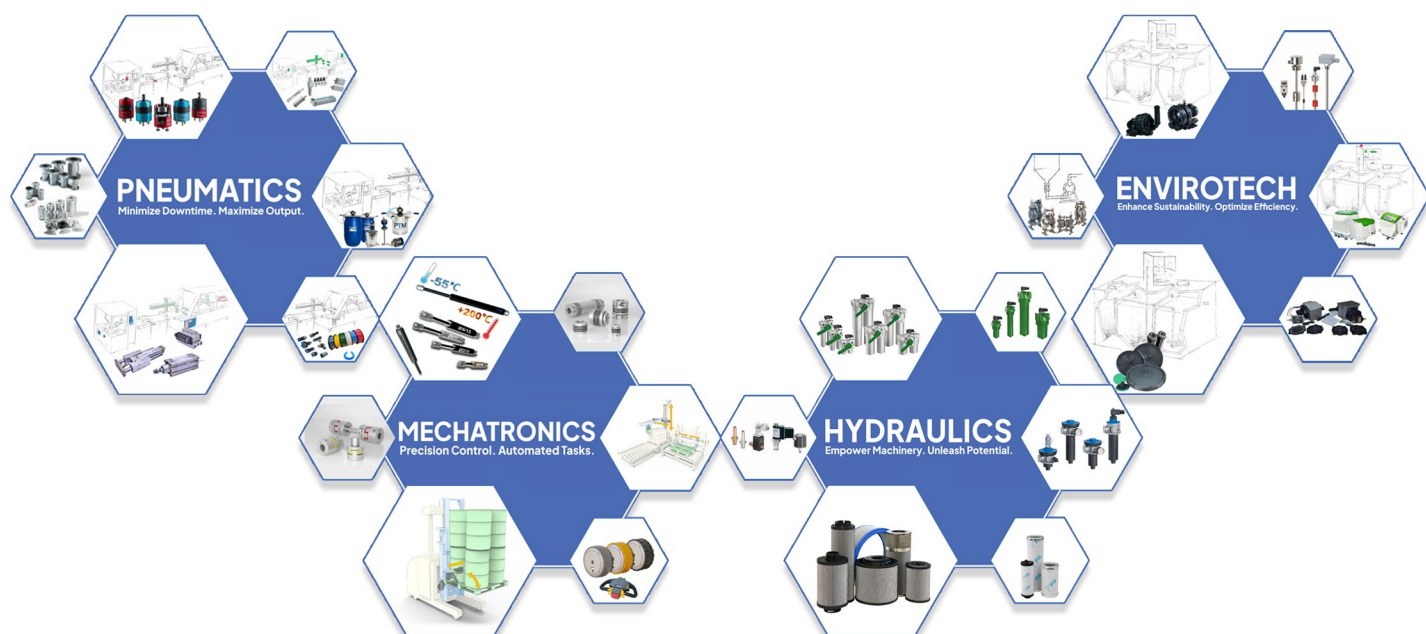 PNEUMATICS
Minimize Downtime. Maximize Output.
PTM
-55°C
+200°C
MECHATRONICS
Precision Control. Automated Tasks.
HYDRAULICS
Empower Machinery. Unleash Potential.
ENVIROTECH
Enhance Sustainability. Optimize Efficiency.